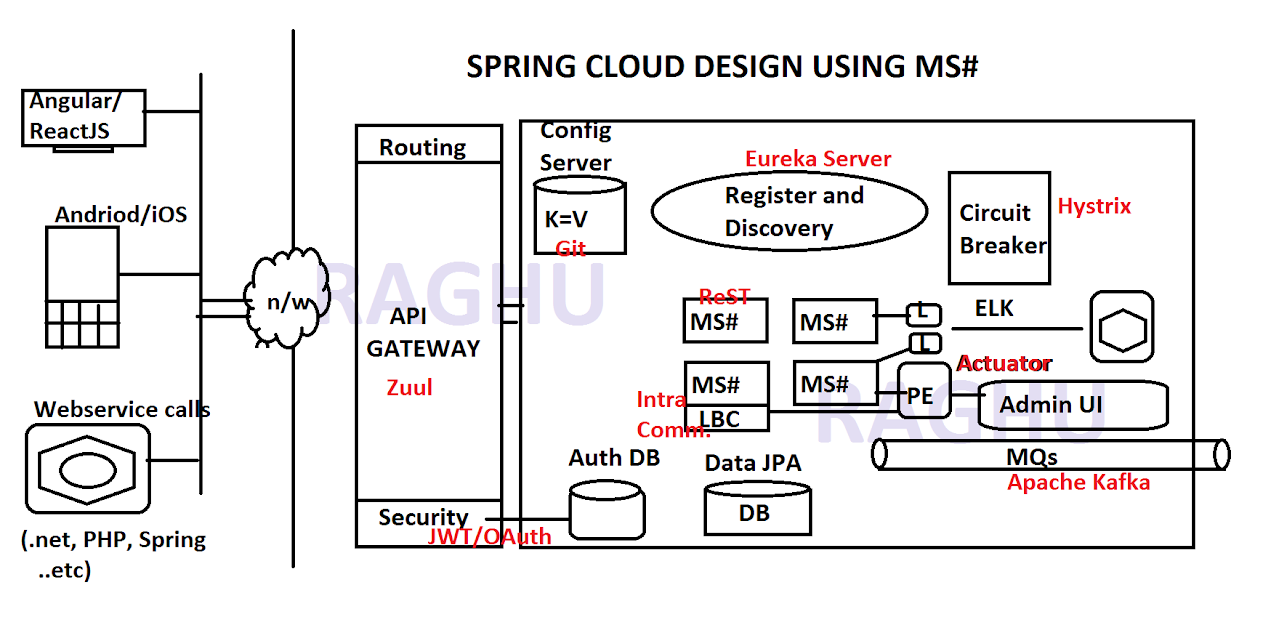 SPRING CLOUD DESIGN USING MS#
Angular/
ReactJS
Andriod/iOS
Webservice calls
(.net, PHP, Spring
..etc)
n/w
Routing
API
GATEWAY
Zuul
Security
JWT/OAuth
Config
Server
K=V
Git
Eureka Server
Register and
Discovery
Circuit
Breaker
Hystrix
ReST
MS#
MS#
L
ELK
L
MS#
LBC
MS#
Intra
Comm.
PE
Actuator
Admin UI
MQs
Apache Kafka
Auth DB
Data JPA
DB
RAGHU
RAGHU